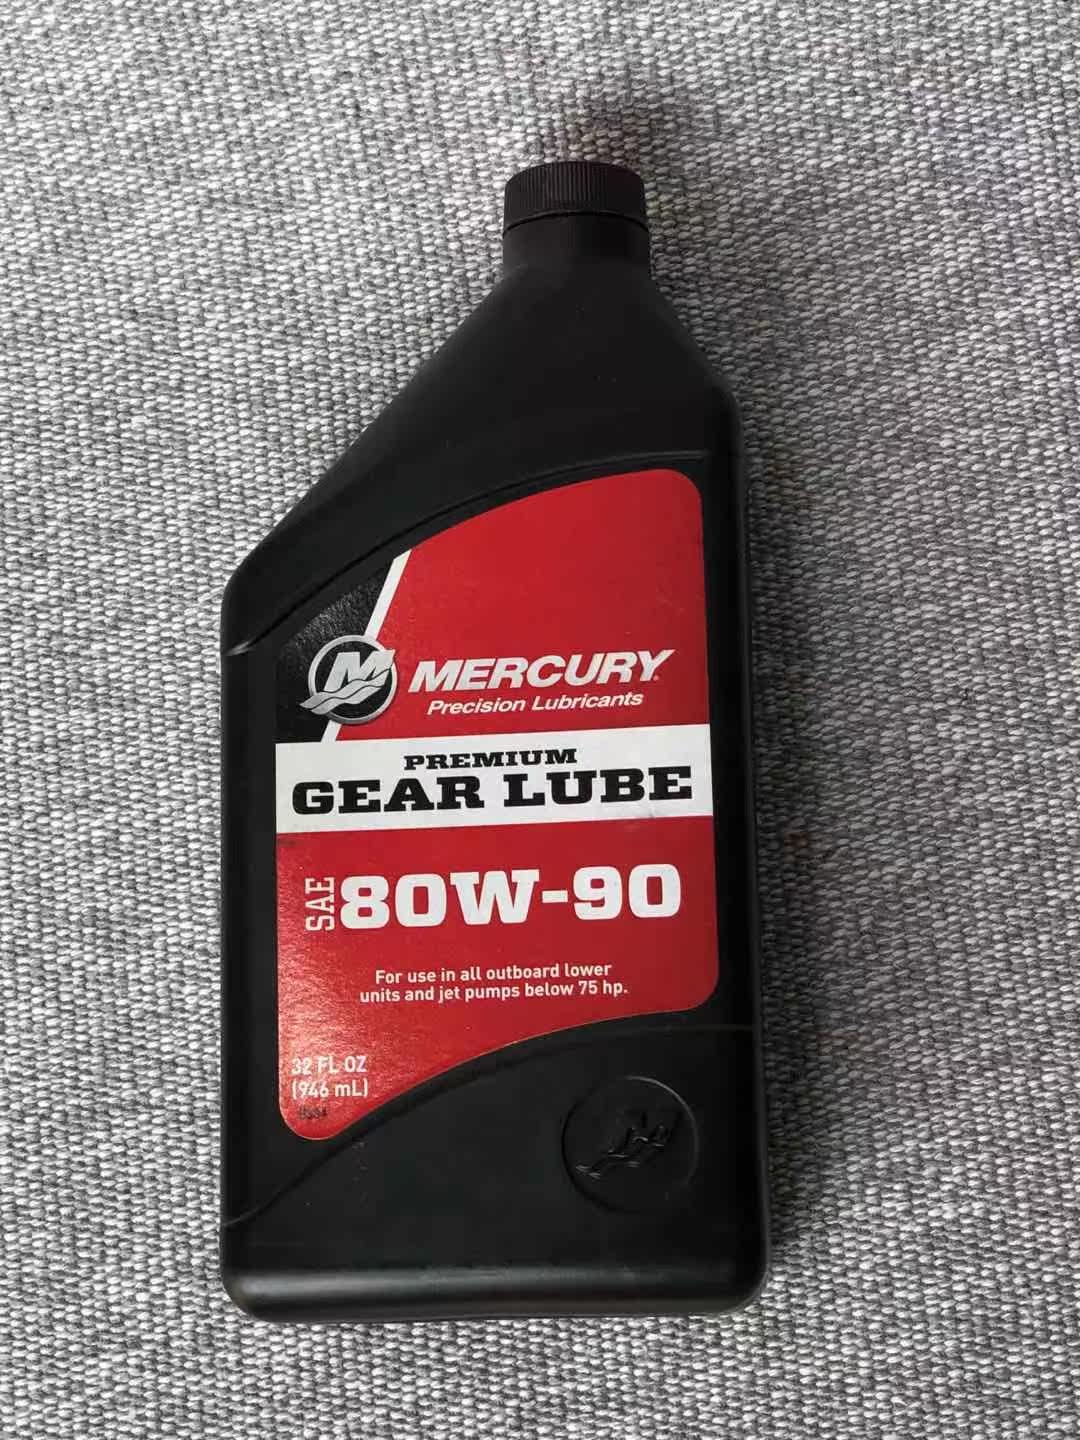 MERCURY
Precision Lubricants
PREMIUM
GEAR LUBE
SAE 80W-90
For use in all outboard lower
units and jet pumps below 75 hp.
32 FL OZ
(946 mL)